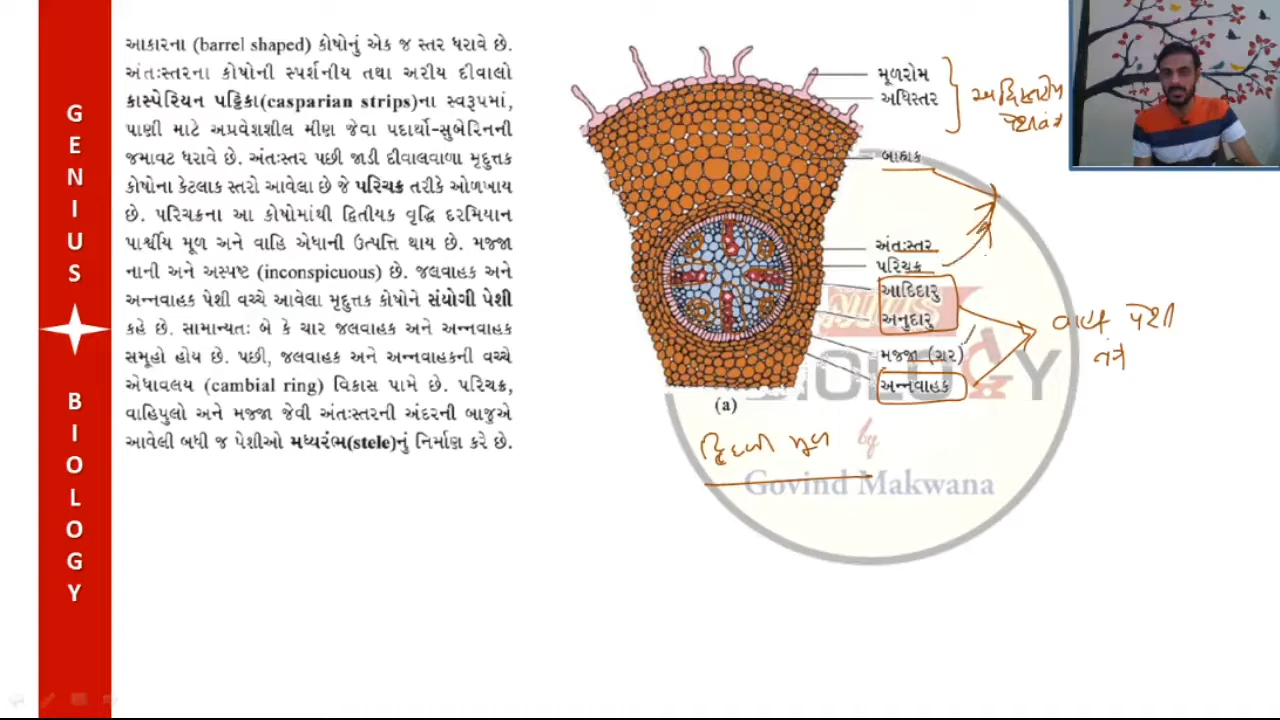 GENIUS
BIOLOGY
આકારના (barrel shaped) કોષોનું એક જ સ્તર ધરાવે છે.
અંતઃસ્તરના કોષોની સ્પર્શનીય તથા અરીય દીવાલો
કાસ્પેરિયન પટ્ટિકા(casparian strips)ના સ્વરૂપમાં,
પાણી માટે અપ્રવેશશીલ મીણ જેવા પદાર્થો-સુબેરિનની
જમાવટ ધરાવે છે. અંતઃસ્તર પછી જાડી દીવાલવાળા મૃદુત્તક
કોષોના કેટલાક સ્તરો આવેલા છે જે પરિચક્ર તરીકે ઓળખાય
છે. પરિચક્રના આ કોષોમાંથી દ્વિતીયક વૃદ્ધિ દરમિયાન
પાર્શ્વીય મૂળ અને વાહિ એધાની ઉત્પત્તિ થાય છે. મજ્જા
નાની અને અસ્પષ્ટ (inconspicuous) છે. જલવાહક અને
અન્નવાહક પેશી વચ્ચે આવેલા મૃદુત્તક કોષોને સંયોગી પેશી
કહે છે. સામાન્યતઃ બે કે ચાર જલવાહક અને અન્નવાહક
સમૂહો હોય છે. પછી, જલવાહક અને અન્નવાહકની વચ્ચે
એધાવલય (cambial ring) વિકાસ પામે છે. પરિચક્ર,
વાહિપુલો અને મજ્જા જેવી અંતઃસ્તરની અંદરની બાજુએ
આવેલી બધી જ પેશીઓ મધ્યરંભ(stele)નું નિર્માણ કરે છે.
મૂળરોમ
અધિસ્તર
બાહ્યક
અંતઃસ્તર
પરિચક્ર
આદિદારુ
અનુદારુ
મજ્જા (ગર)
અન્નવાહક
વાહક પેશી
તંત્ર
(a)
દ્વિદળી મૂળ
GENIUS
BIOLOGY
by
Govind Makwana